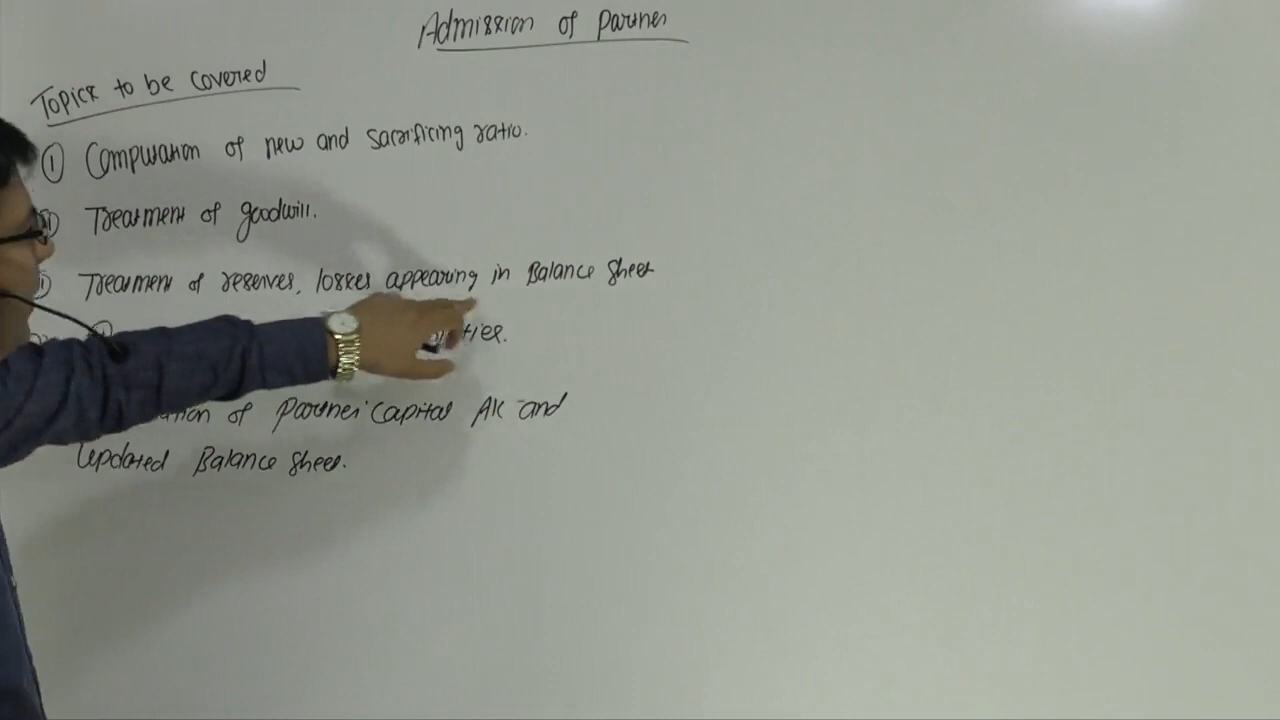 Admission of Partner
Topics to be covered
① Computation of new and sacrificing ratio.
Treatment of goodwill.
Treatment of reserves, losses appearing in Balance Sheet
of Partner' Capital A/c and
Updated Balance Sheet.